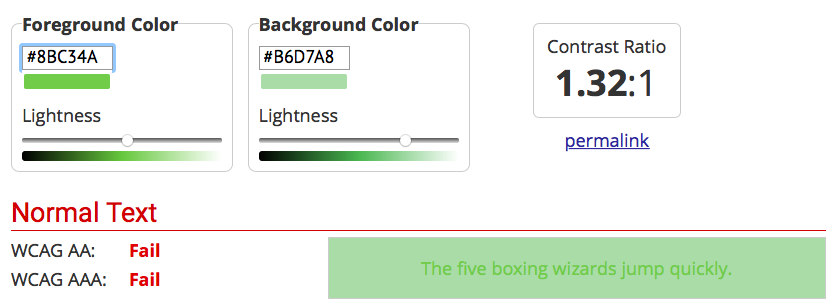 Foreground Color
#8BC34A
Lightness
Background Color
#B6D7A8
Lightness
Contrast Ratio
1.32:1
permalink
Normal Text
WCAG AA: Fail
WCAG AAA: Fail
The five boxing wizards jump quickly.